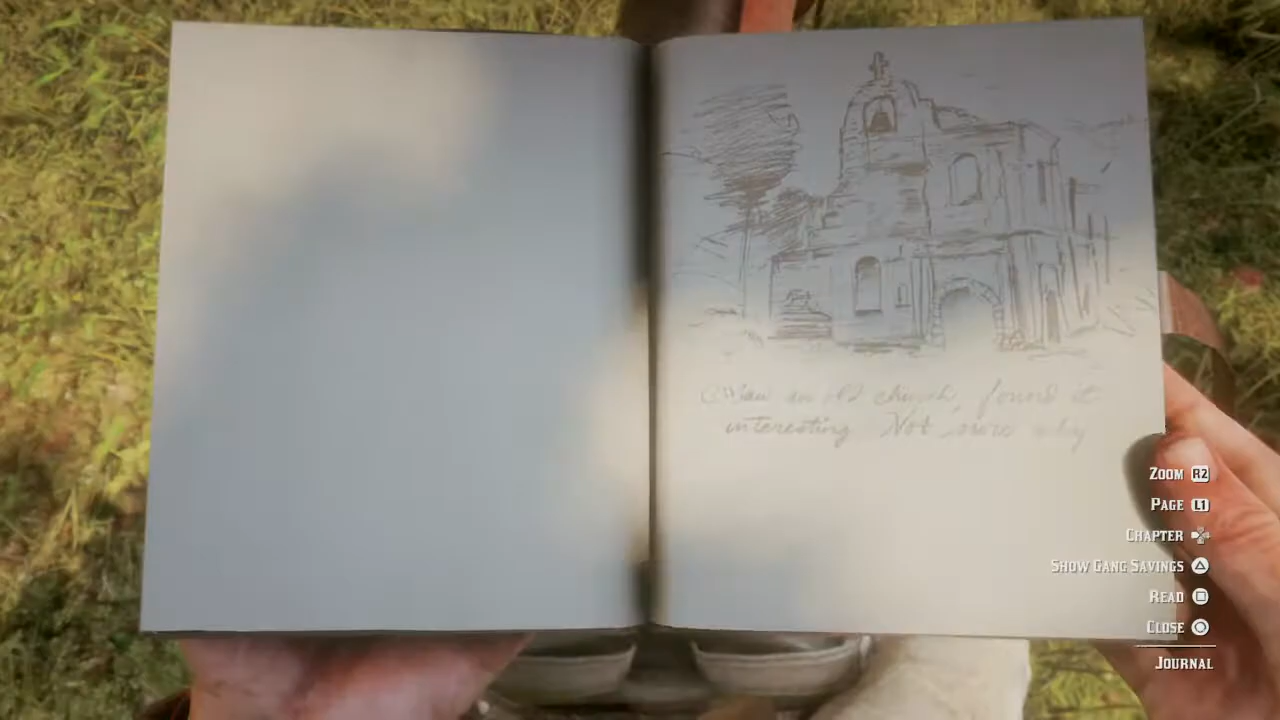 Saw an old church, found it
interesting Not sure why
ZOOM R2
PAGE L1
CHAPTER
SHOW GANG SAVINGS
READ
CLOSE
JOURNAL